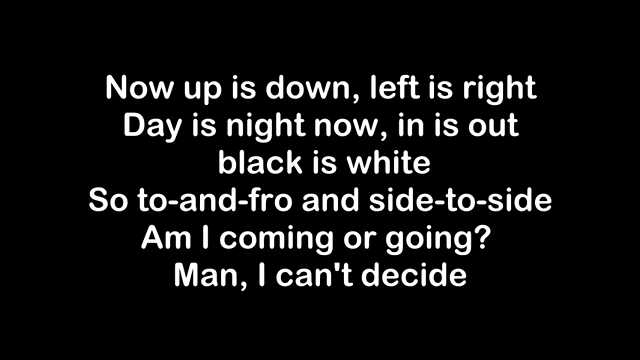 Now up is down, left is right
Day is night now, in is out
black is white
So to-and-fro and side-to-side
Am I coming or going?
Man, I can't decide